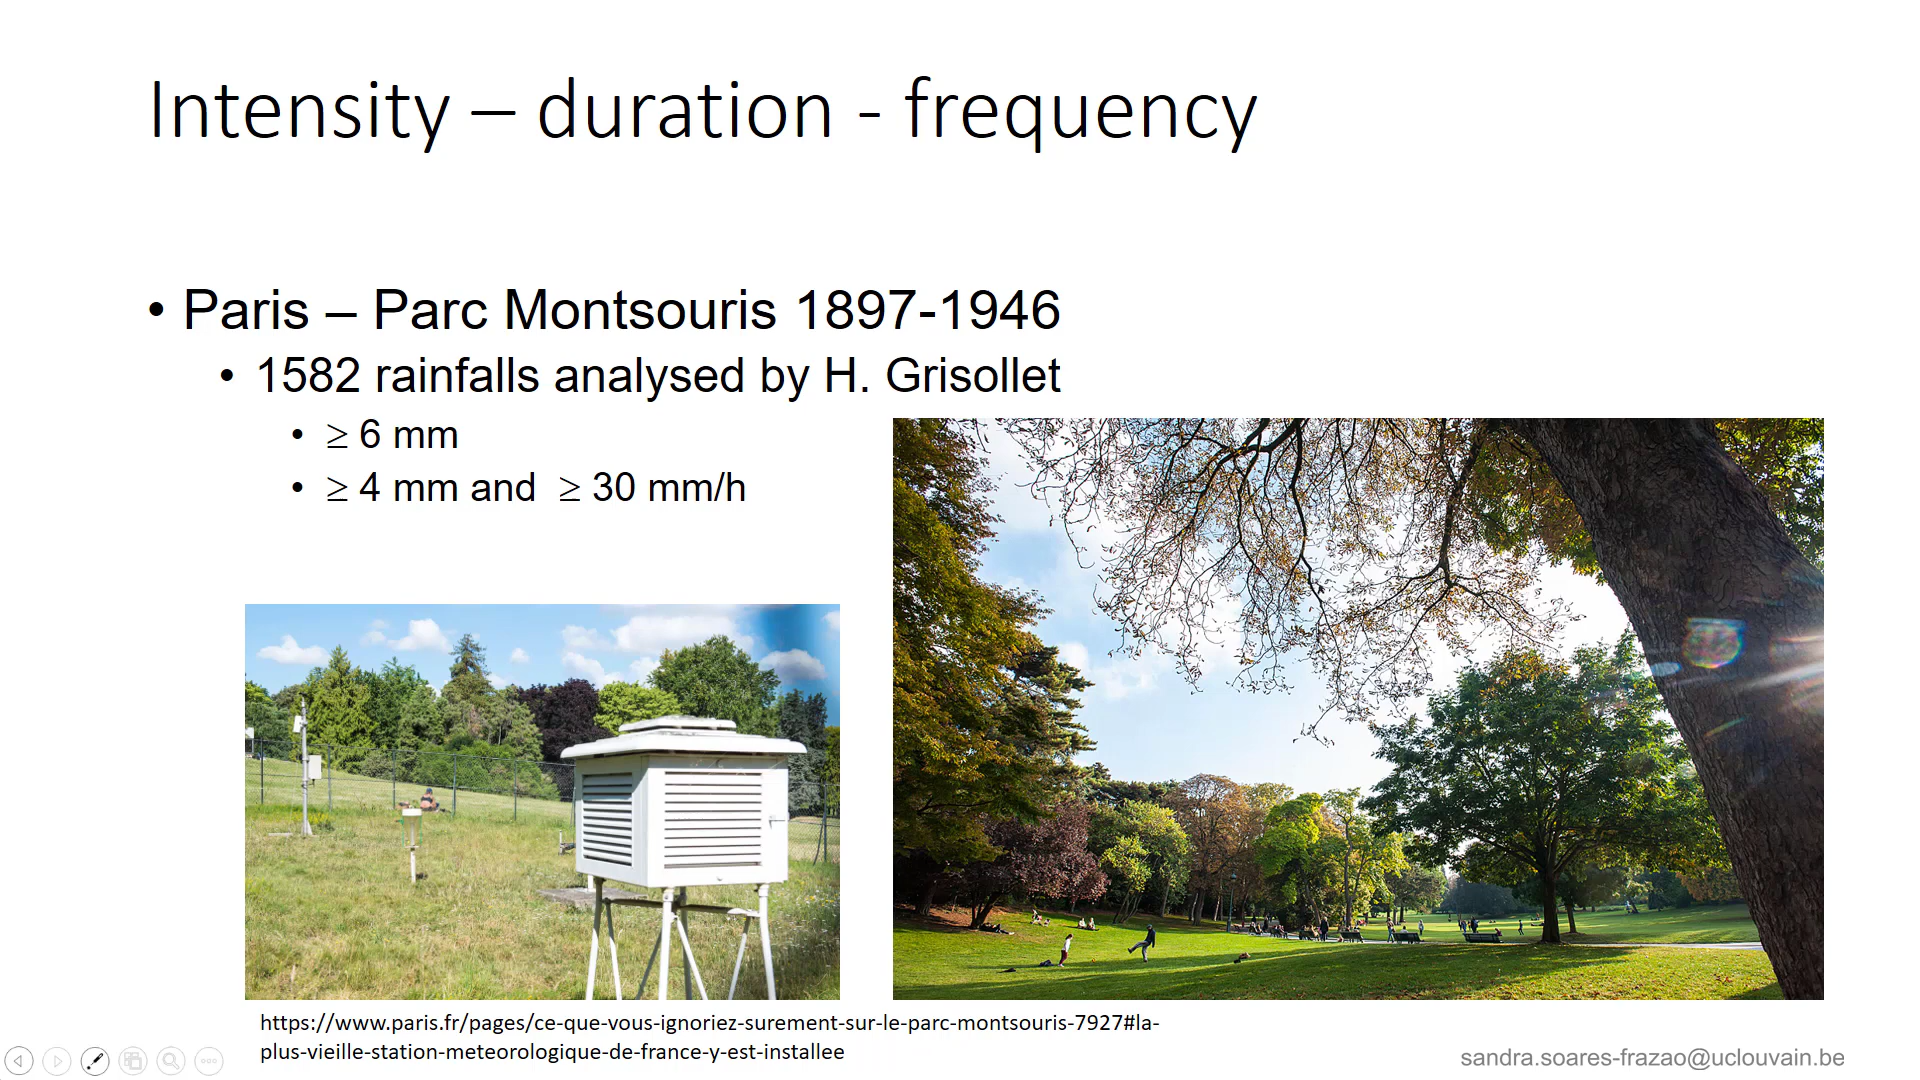 Intensity – duration - frequency
• Paris – Parc Montsouris 1897-1946
• 1582 rainfalls analysed by H. Grisollet
• ≥ 6 mm
• ≥ 4 mm and ≥ 30 mm/h
https://www.paris.fr/pages/ce-que-vous-ignoriez-surement-sur-le-parc-montsouris-7927#la-
plus-vieille-station-meteorologique-de-france-y-est-installee
sandra.soares-frazao@uclouvain.be